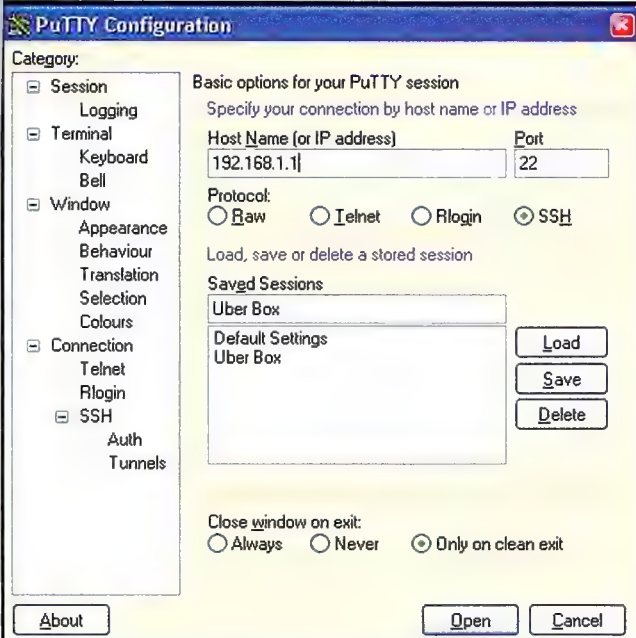 PuTTY Configuration
Category:
Session
Logging
Terminal
Keyboard
Bell
Window
Appearance
Behaviour
Translation
Selection
Colours
Connection
Telnet
Rlogin
SSH
Auth
Tunnels
Basic options for your PuTTY session
Specify your connection by host name or IP address
Host Name (or IP address) Port
192.168.1.1 22
Protocol:
Raw Telnet Rlogin SSH
Load, save or delete a stored session
Saved Sessions
Uber Box
Default Settings
Uber Box
Load
Save
Delete
Close window on exit:
Always Never Only on clean exit
About Open Cancel